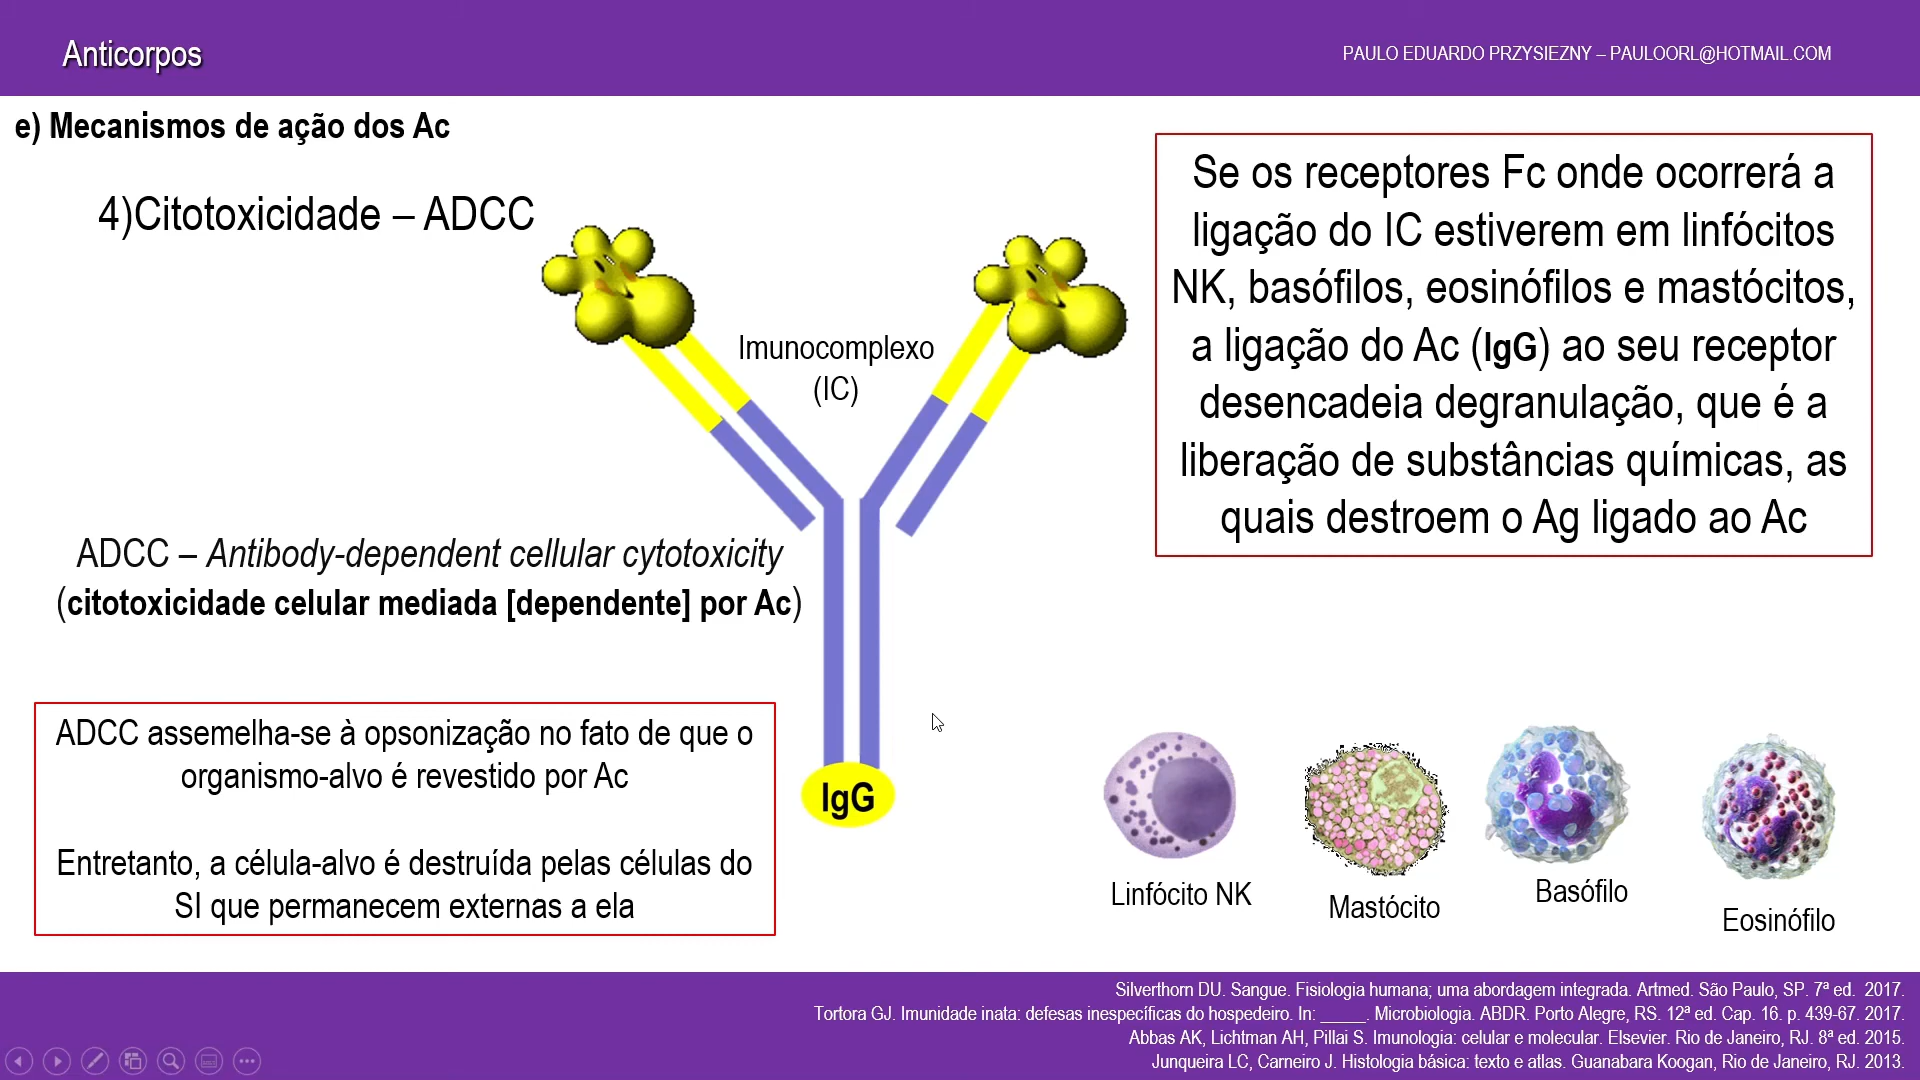 Anticorpos
PAULO EDUARDO PRZYSIEZNY – PAULOORL@HOTMAIL.COM
e) Mecanismos de ação dos Ac
4)Citotoxicidade – ADCC
Imunocomplexo
(IC)
Se os receptores Fc onde ocorrerá a
ligação do IC estiverem em linfócitos
NK, basófilos, eosinófilos e mastócitos,
a ligação do Ac (IgG) ao seu receptor
desencadeia degranulação, que é a
liberação de substâncias químicas, as
quais destroem o Ag ligado ao Ac
ADCC – Antibody-dependent cellular cytotoxicity
(citotoxicidade celular mediada [dependente] por Ac)
ADCC assemelha-se à opsonização no fato de que o
organismo-alvo é revestido por Ac
Entretanto, a célula-alvo é destruída pelas células do
SI que permanecem externas a ela
IgG
Linfócito NK
Mastócito
Basófilo
Eosinófilo
Silverthorn DU. Sangue. Fisiologia humana; uma abordagem integrada. Artmed. São Paulo, SP. 7ª ed. 2017.
Tortora GJ. Imunidade inata: defesas inespecíficas do hospedeiro. In: _____. Microbiologia. ABDR. Porto Alegre, RS. 12ª ed. Cap. 16. p. 439-67. 2017.
Abbas AK, Lichtman AH, Pillai S. Imunologia: celular e molecular. Elsevier. Rio de Janeiro, RJ. 8ª ed. 2015.
Junqueira LC, Carneiro J. Histologia básica: texto e atlas. Guanabara Koogan, Rio de Janeiro, RJ. 2013.